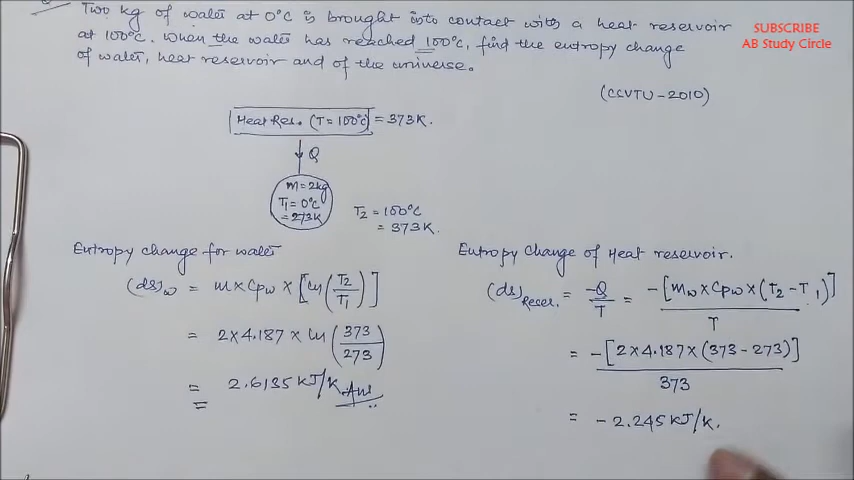 Two kg of water at 0°C is brought into contact with a heat reservoir
at 100°C. When the water has reached 100°C, find the entropy change
of water, heat reservoir and of the universe.
SUBSCRIBE
AB Study Circle
(CCVTU-2010)
Heat Res. (T = 100°C) = 373K.
Q
m = 2kg
T1 = 0°C
= 273K
T2 = 100°C
= 373K.
Entropy change for water
(ds)w = m × Cpw × [ln(T2/T1)]
= 2×4.187 × ln(373/273)
= 2.6135 kJ/K. Ans
Entropy Change of Heat reservoir.
(ds)Reser. = -Q/T = -[mw × Cpw × (T2 - T1)]/T
= -[2×4.187×(373-273)]/373
= -2.245 kJ/K.